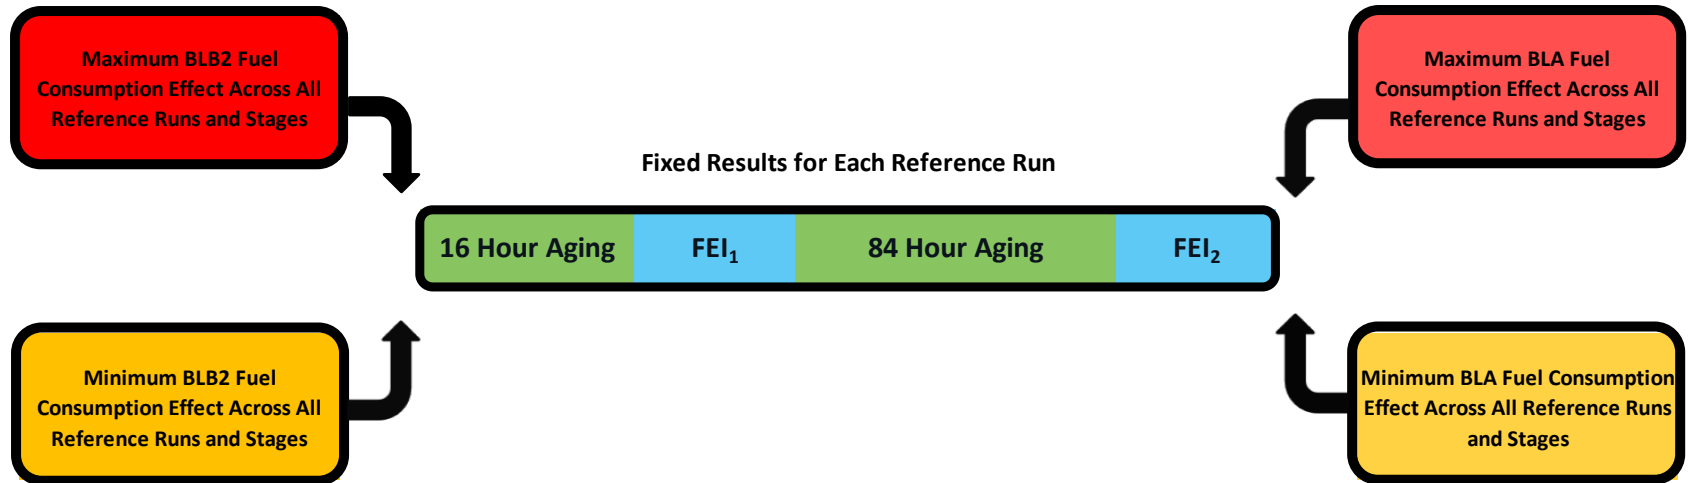 Maximum BLB2 Fuel
Consumption Effect Across All
Reference Runs and Stages
Maximum BLA Fuel
Consumption Effect Across All
Reference Runs and Stages
Fixed Results for Each Reference Run
16 Hour Aging FEI₁ 84 Hour Aging FEI₂
Minimum BLB2 Fuel
Consumption Effect Across All
Reference Runs and Stages
Minimum BLA Fuel Consumption
Effect Across All Reference Runs
and Stages